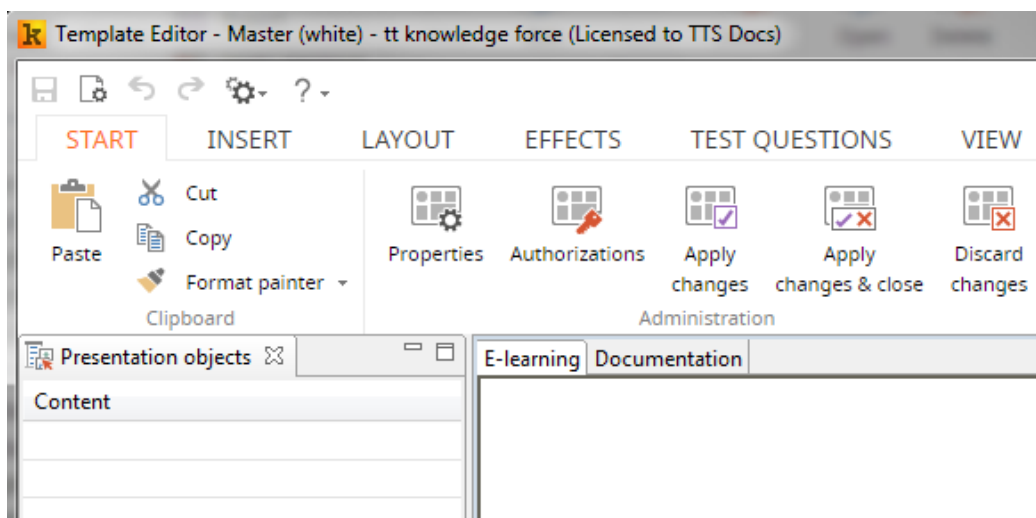 Template Editor - Master (white) - tt knowledge force (Licensed to TTS Docs)
?
START INSERT LAYOUT EFFECTS TEST QUESTIONS VIEW
Paste
Cut
Copy
Format painter
Clipboard
Properties
Authorizations
Apply
changes
Apply
changes & close
Discard
changes
Administration
Presentation objects
Content
E-learning Documentation